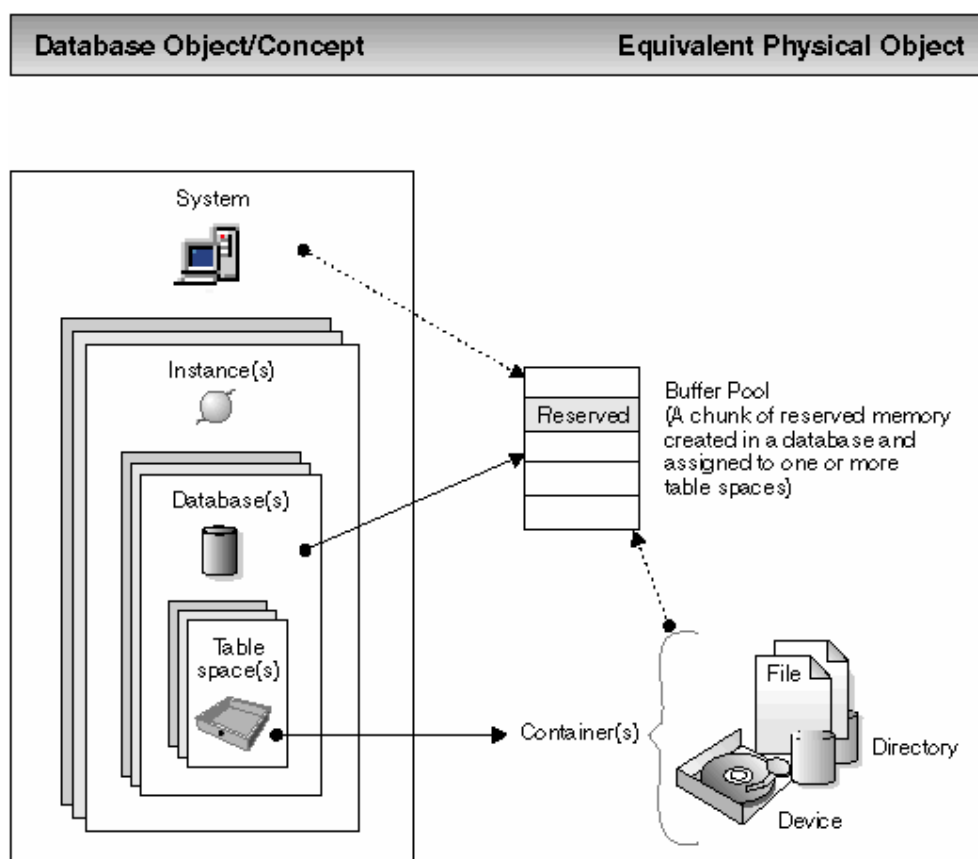 Database Object/Concept
Equivalent Physical Object
System
Instance(s)
Database(s)
Table
space(s)
Reserved
Buffer Pool
(A chunk of reserved memory
created in a database and
assigned to one or more
table spaces)
Container(s)
File
Directory
Device